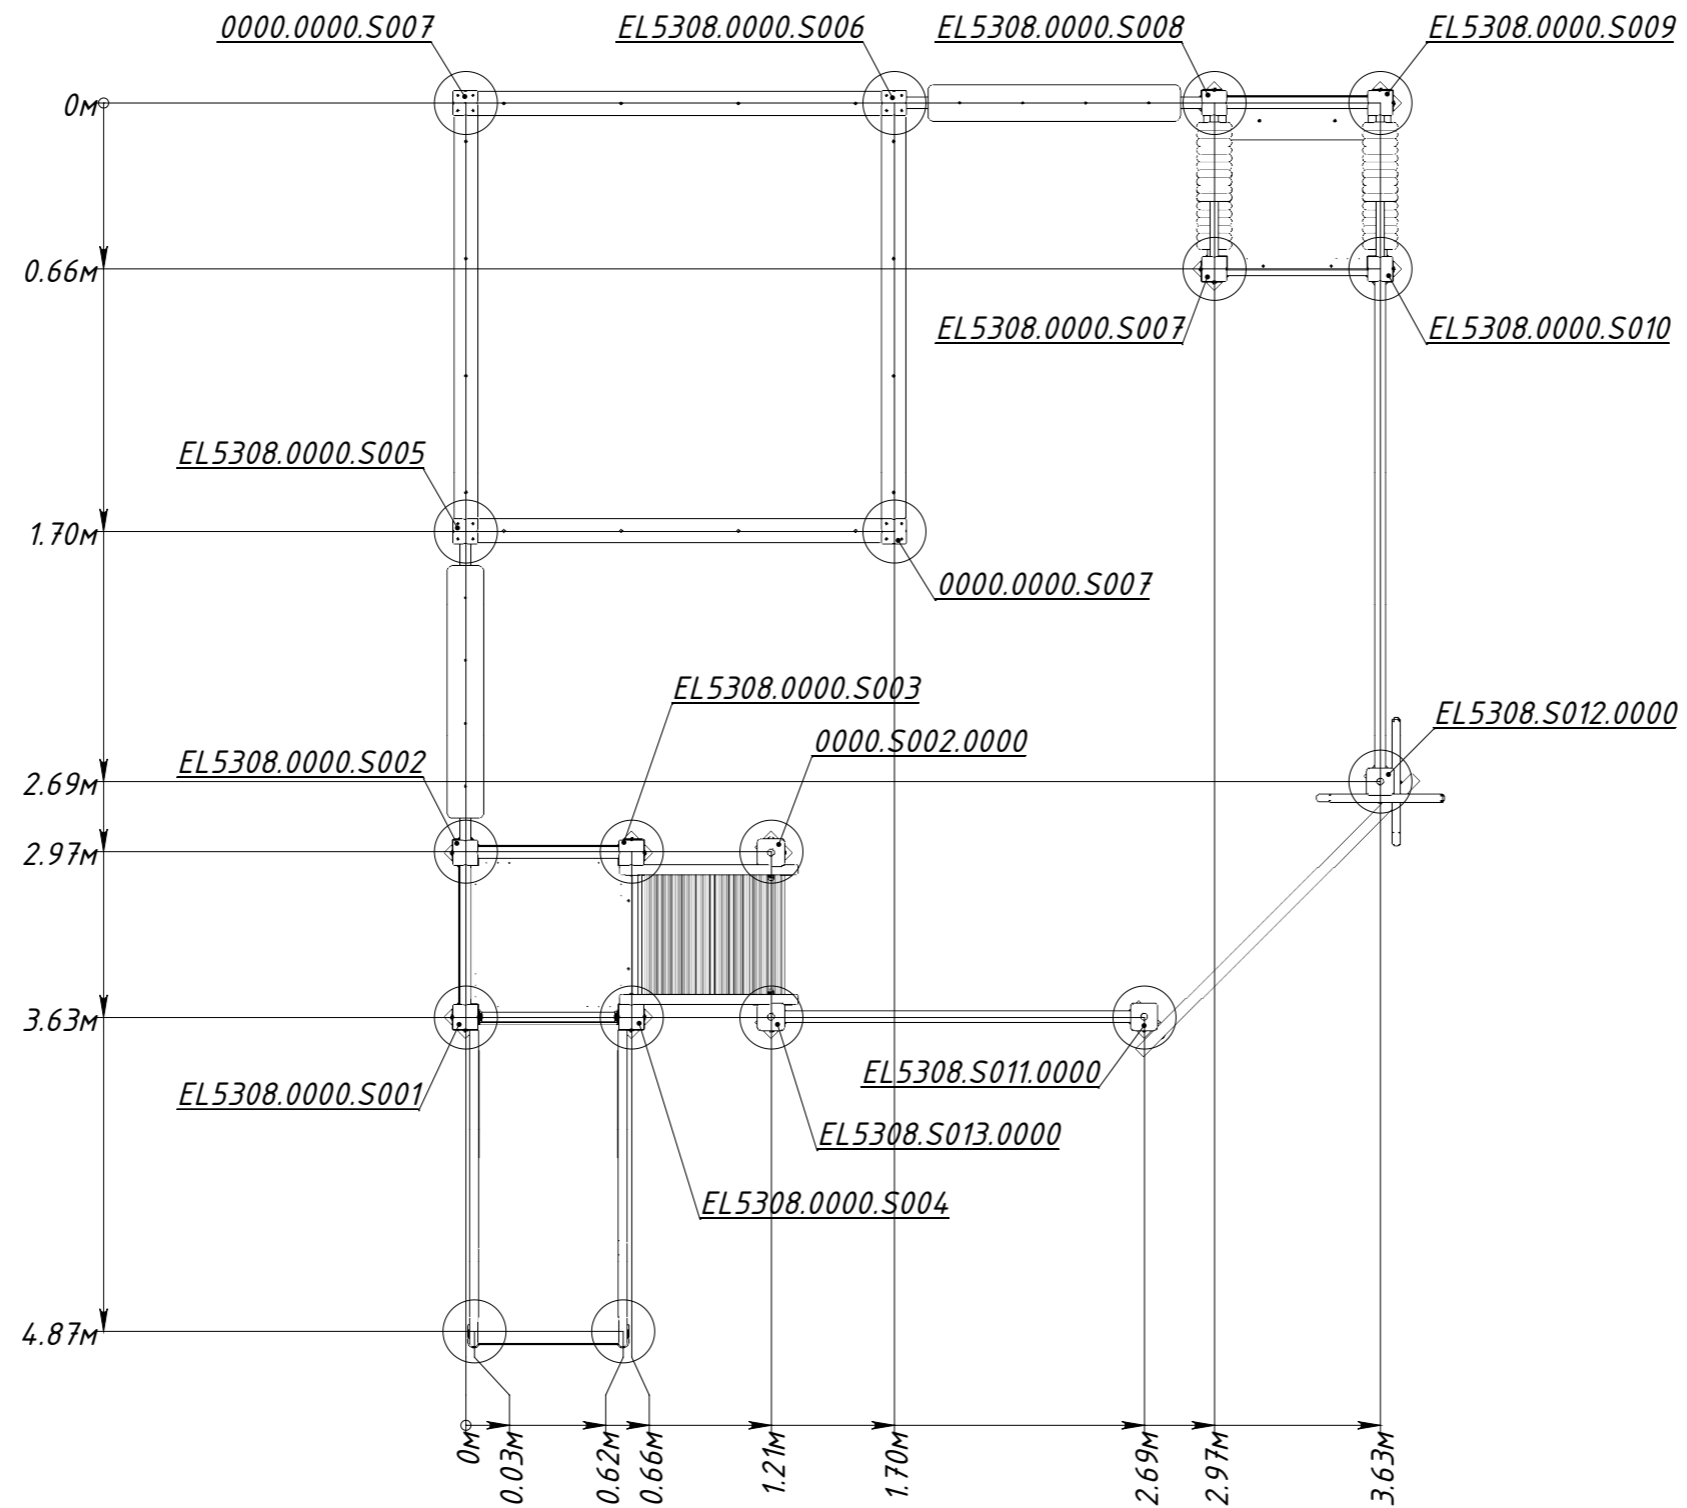 0000.0000.S007
EL5308.0000.S006
EL5308.0000.S008
EL5308.0000.S009
0м
0.66м
EL5308.0000.S007
EL5308.0000.S010
EL5308.0000.S005
1.70м
0000.0000.S007
EL5308.0000.S003
EL5308.S012.0000
0000.S002.0000
EL5308.0000.S002
2.69м
2.97м
3.63м
EL5308.S011.0000
EL5308.0000.S001
EL5308.S013.0000
EL5308.0000.S004
4.87м
0м
0.03м
0.62м
0.66м
1.21м
1.70м
2.69м
2.97м
3.63м